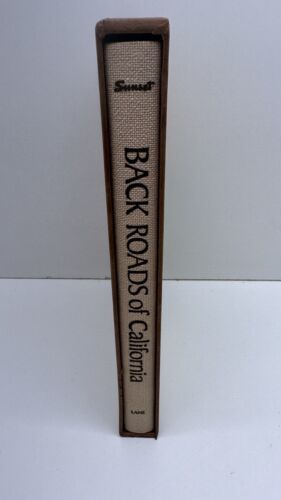 Sunset
BACK ROADS of California
LANE